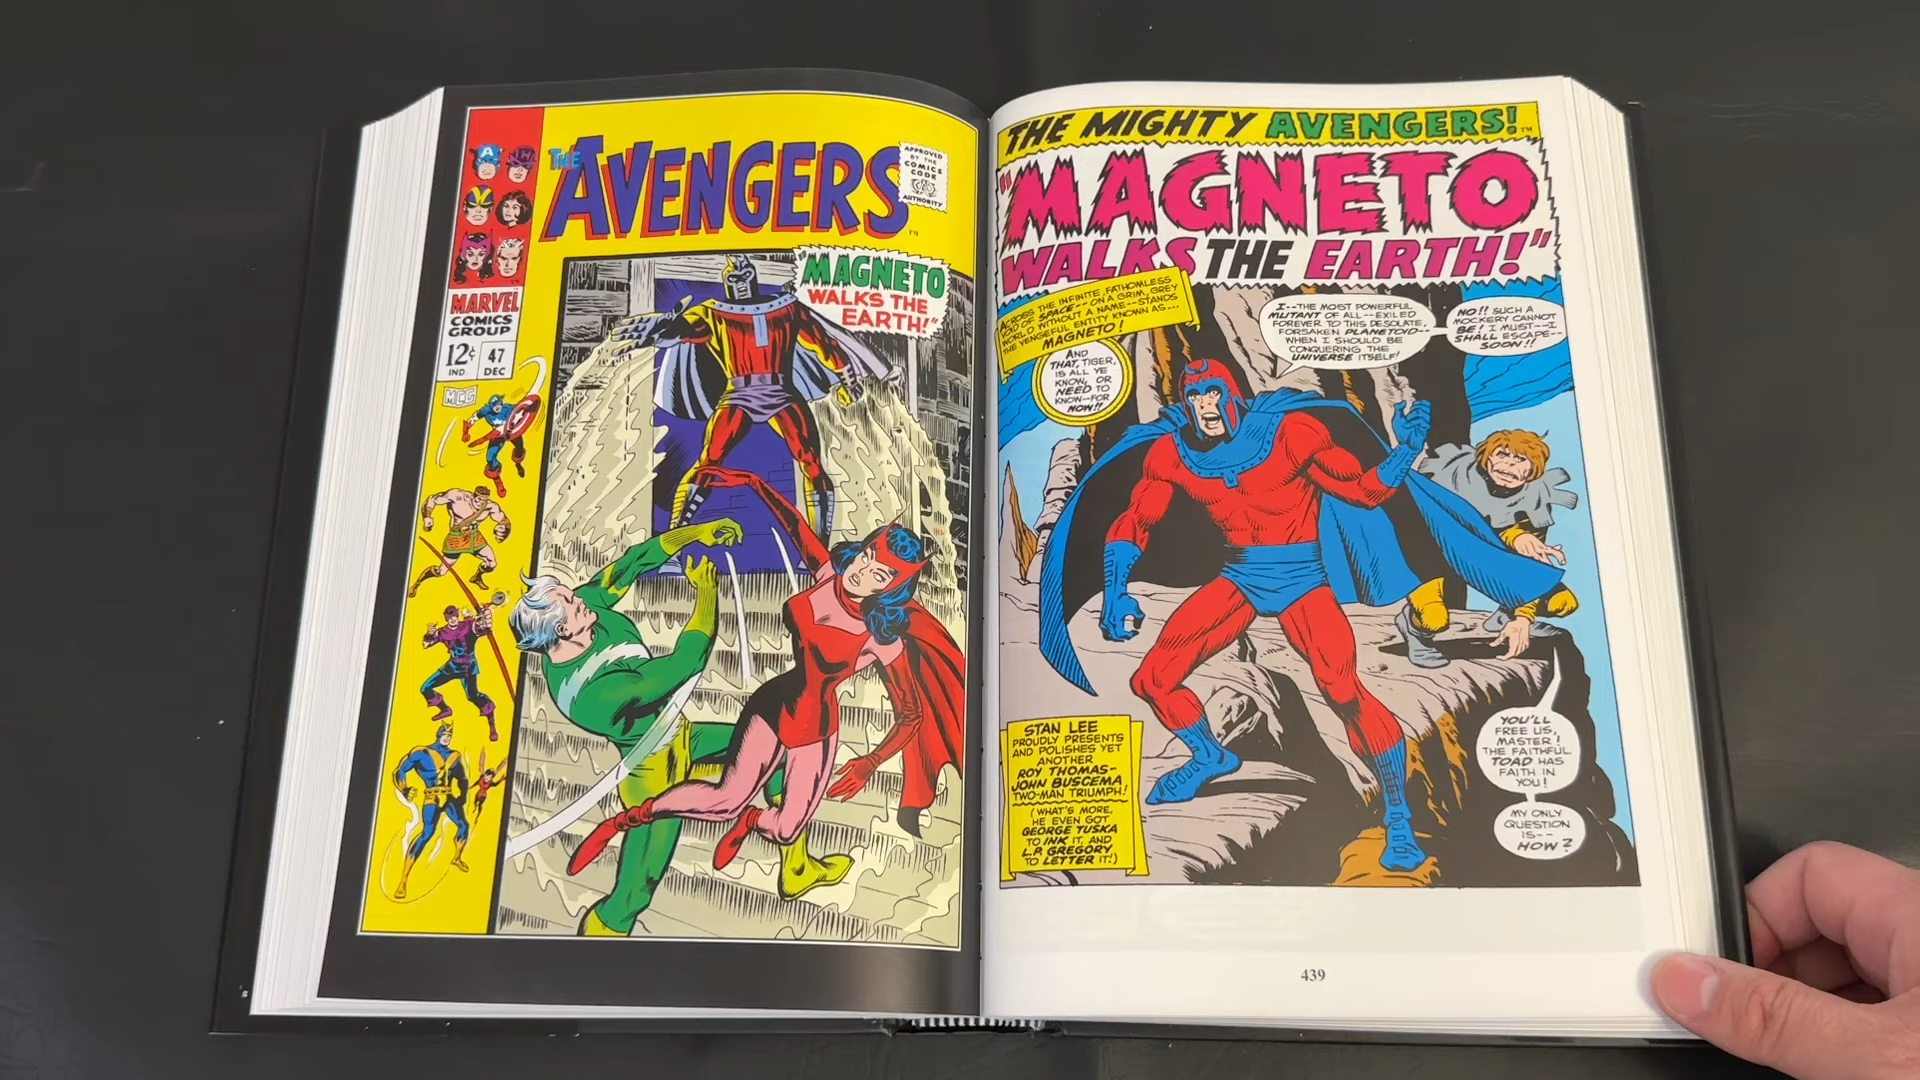 THE AVENGERS
TM
APPROVED
BY THE
COMICS
CODE
AUTHORITY
MARVEL
COMICS
GROUP
12¢
IND
47
DEC
MCG
"MAGNETO
WALKS THE
EARTH!"
THE MIGHTY AVENGERS! TM
"MAGNETO
WALKS THE EARTH!"
ACROSS THE INFINITE, FATHOMLESS
VOID OF SPACE-- ON A GRIM, GREY
WORLD WITHOUT A NAME--STANDS
THE VENGEFUL ENTITY KNOWN AS...
MAGNETO!
AND
THAT, TIGER,
IS ALL YE
KNOW, OR
NEED TO
KNOW--FOR
NOW!!
I--THE MOST POWERFUL
MUTANT OF ALL--EXILED
FOREVER TO THIS DESOLATE,
FORSAKEN PLANETOID--
WHEN I SHOULD BE
CONQUERING THE
UNIVERSE ITSELF!
NO!! SUCH A
MOCKERY CANNOT
BE! I MUST--I
SHALL ESCAPE--
SOON!!
STAN LEE
PROUDLY PRESENTS
AND POLISHES YET
ANOTHER
ROY THOMAS-
JOHN BUSCEMA
TWO-MAN TRIUMPH!
(WHAT'S MORE,
HE EVEN GOT
GEORGE TUSKA
TO INK IT, AND
L.P. GREGORY,
TO LETTER IT!)
YOU'LL
FREE US,
MASTER!
THE FAITHFUL
TOAD HAS
FAITH IN
YOU!
MY ONLY
QUESTION
IS--
HOW?
439